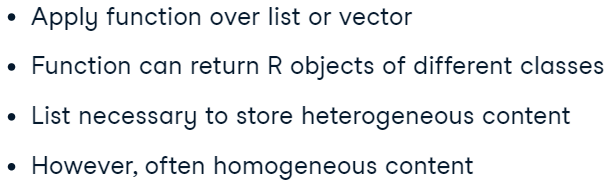 • Apply function over list or vector
• Function can return R objects of different classes
• List necessary to store heterogeneous content
• However, often homogeneous content